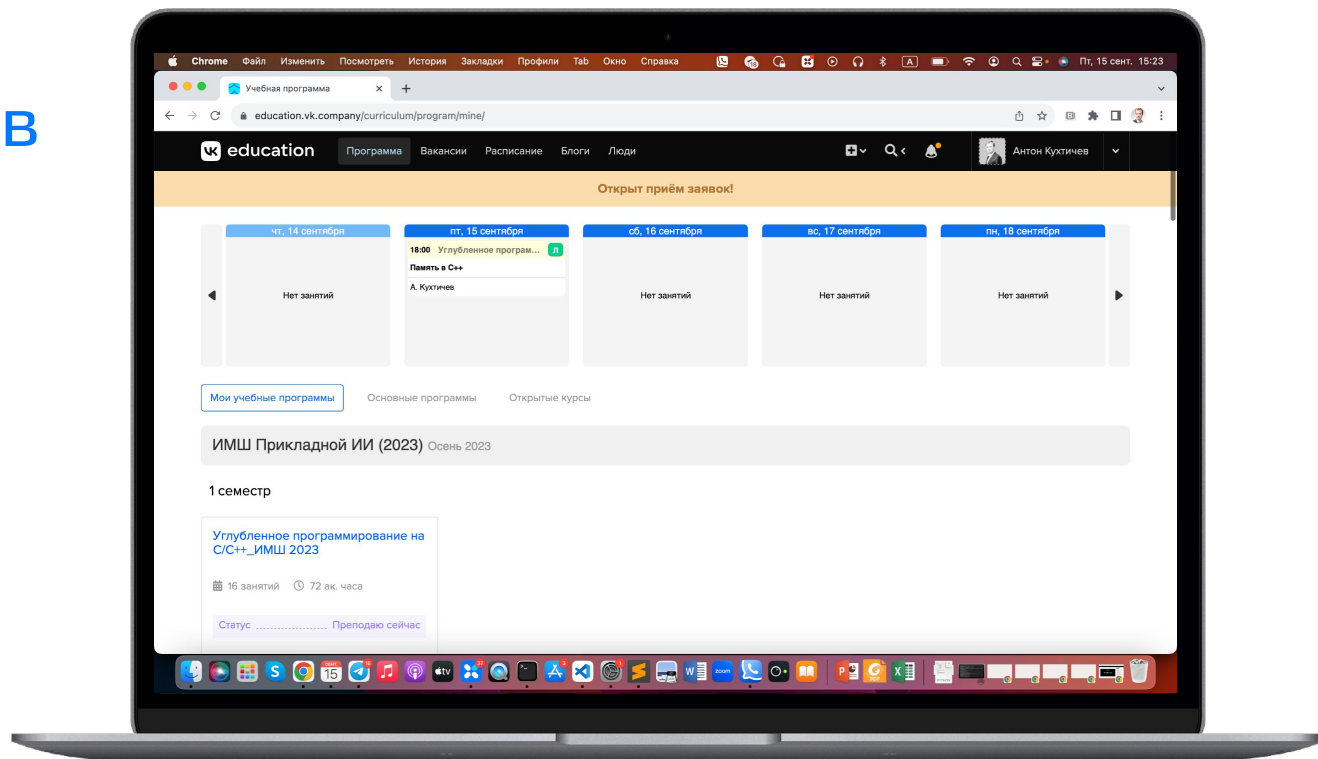 В
Chrome Файл Изменить Посмотреть История Закладки Профили Tab Окно Справка Пт, 15 сент. 15:23
Учебная программа
education.vk.company/curriculum/program/mine/
education Программа Вакансии Расписание Блоги Люди Антон Кухтичев
Открыт приём заявок!
чт, 14 сентября пт, 15 сентября сб, 16 сентября вс, 17 сентября пн, 18 сентября
18:00 Углубленное програм... Л
Память в C++
А. Кухтичев
Нет занятий Нет занятий Нет занятий Нет занятий
Мои учебные программы Основные программы Открытые курсы
ИМШ Прикладной ИИ (2023) Осень 2023
1 семестр
Углубленное программирование на
C/C++_ИМШ 2023
16 занятий 72 ак. часа
Статус Преподаю сейчас